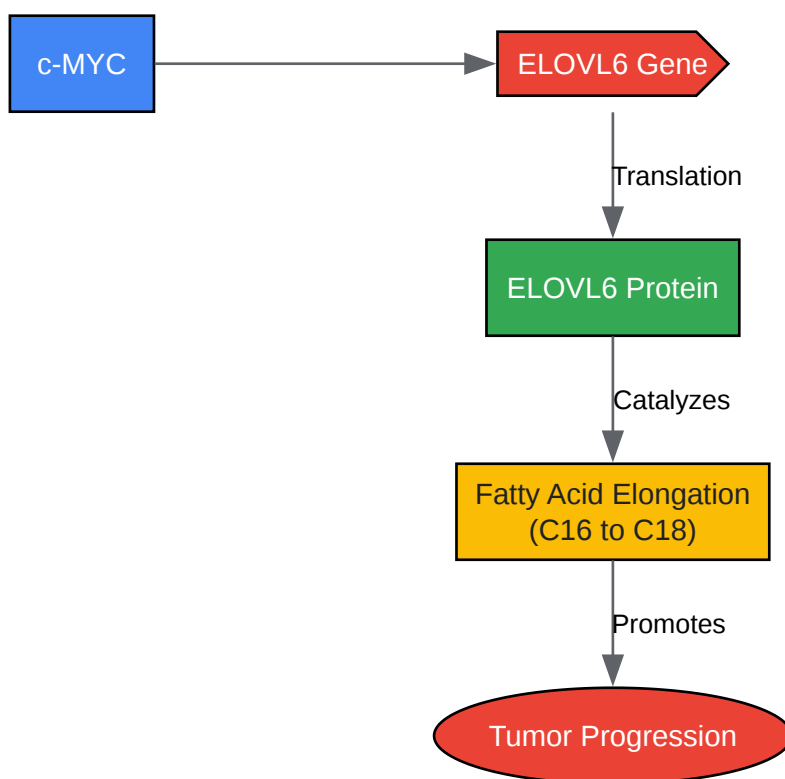 c-MYC
ELOVL6 Gene
Translation
ELOVL6 Protein
Catalyzes
Fatty Acid Elongation
(C16 to C18)
Promotes
Tumor Progression